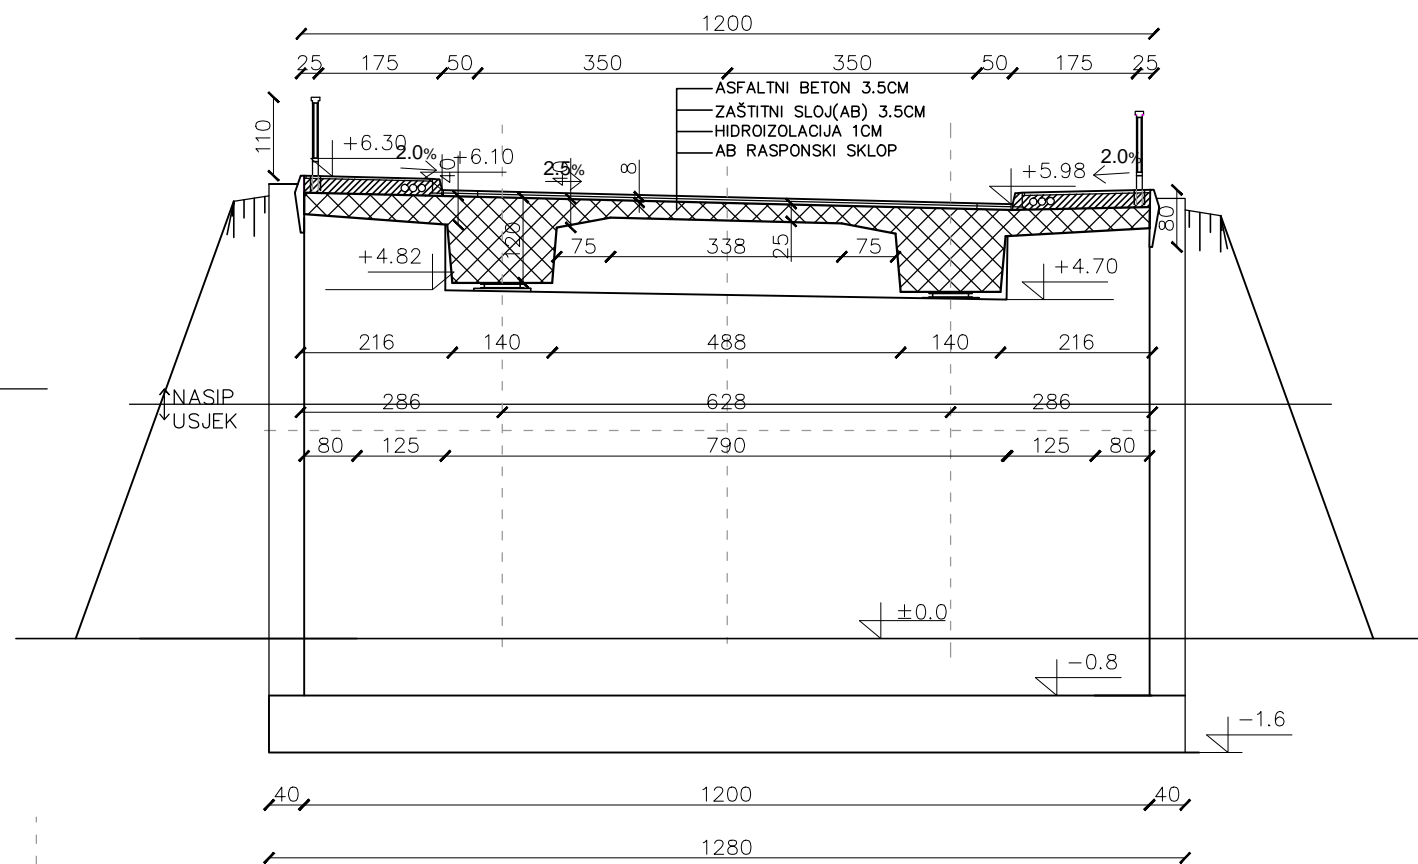 1200
25 175 50 350 350 50 175 25
ASFALTNI BETON 3.5CM
ZAŠTITNI SLOJ(AB) 3.5CM
HIDROIZOLACIJA 1CM
AB RASPONSKI SKLOP
110
+6.30
2.0%
40
+6.10
2.5%
40
8
+5.98
2.0%
80
120
+4.82
75 338 25 75
+4.70
216 140 488 140 216
NASIP
USJEK
286 628 286
80 125 790 125 80
±0.0
-0.8
-1.6
40 1200 40
1280